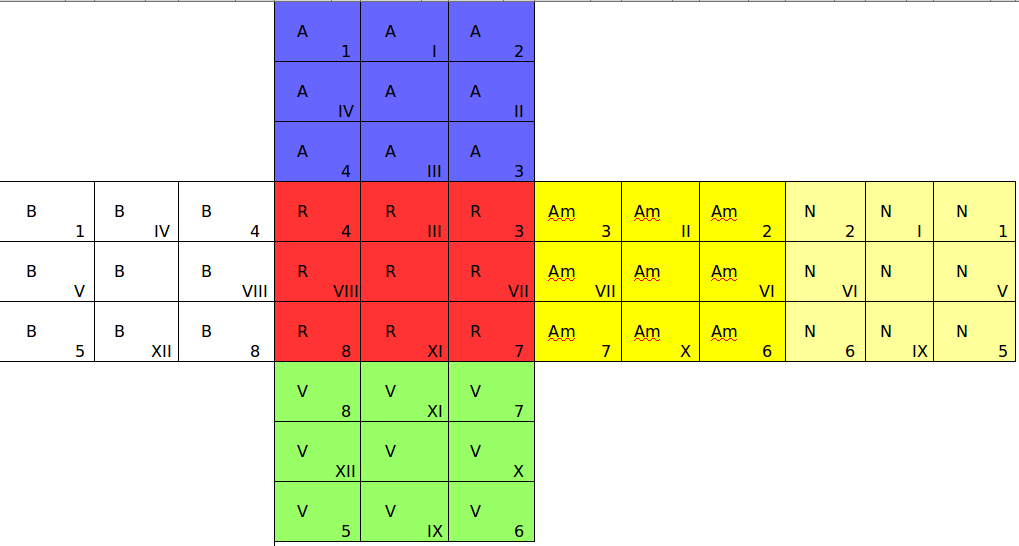 A 1 A I A 2
A IV A A II
A 4 A III A 3
B 1 B IV B 4 R 4 R III R 3 Am 3 Am II Am 2 N 2 N I N 1
B V B B VIII R VIII R R VII Am VII Am Am VI N VI N N V
B 5 B XII B 8 R 8 R XI R 7 Am 7 Am X Am 6 N 6 N IX N 5
V 8 V XI V 7
V XII V V X
V 5 V IX V 6